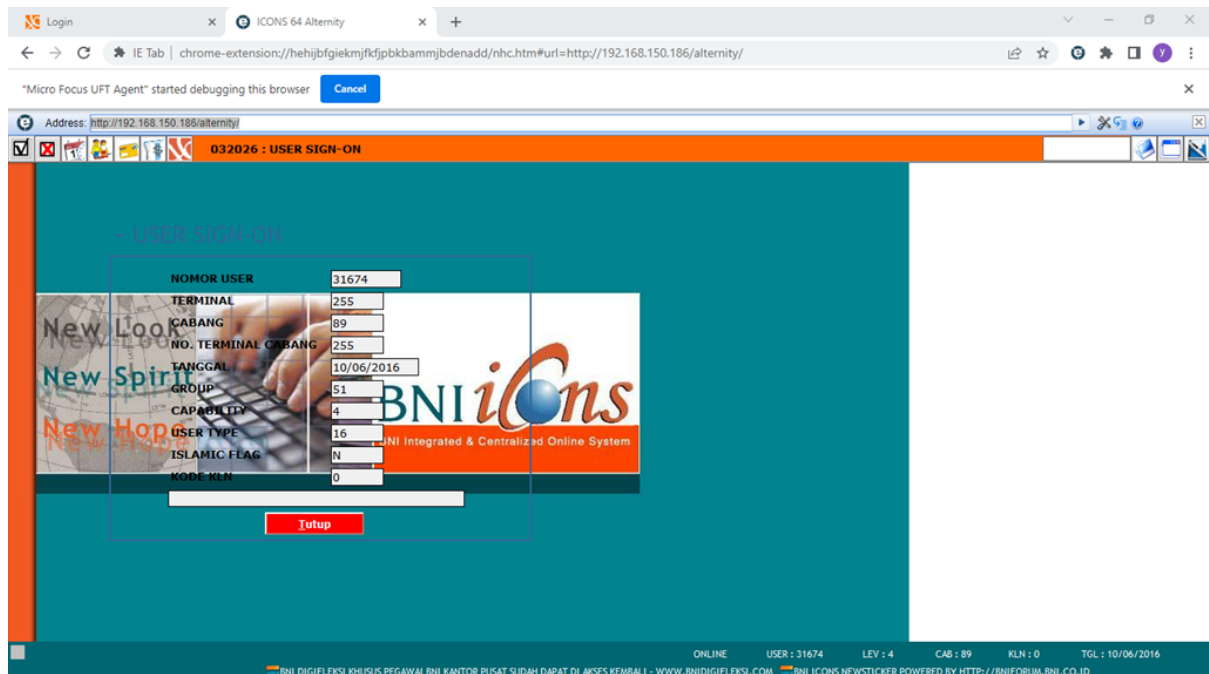 Login
ICONS 64 Alternity
IE Tab | chrome-extension://hehijbfgiekmjfkfjpbkbammjbdenadd/nhc.htm#url=http://192.168.150.186/alternity/
"Micro Focus UFT Agent" started debugging this browser Cancel
Address: http://192.168.150.186/alternity/
032026 : USER SIGN-ON
- USER SIGN-ON
NOMOR USER 31674
TERMINAL 255
CABANG 89
NO. TERMINAL CABANG 255
TANGGAL 10/06/2016
GROUP 51
CAPABILITY 4
USER TYPE 16
ISLAMIC FLAG N
KODE KLN 0
Tutup
New Look
New Spirit
New Hope
BNI icons
BNI Integrated & Centralized Online System
ONLINE USER : 31674 LEV : 4 CAB : 89 KLN : 0 TGL : 10/06/2016
BNI DIGIELEKSI KHUSUS PEGAWAI BNI KANTOR PUSAT SUDAH DAPAT DI AKSES KEMBALI - WWW.BNIDIGIELEKSI.COM BNI ICONS NEWSTICKER POWERED BY HTTP://BNIFORUM.BNI.CO.ID